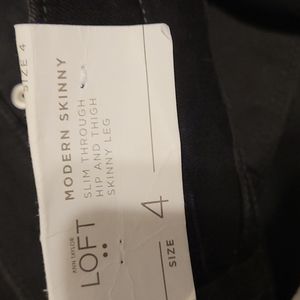 SIZE 4
MODERN SKINNY
SLIM THROUGH
HIP AND THIGH
SKINNY LEG
ANN TAYLOR
LOFT
SIZE 4